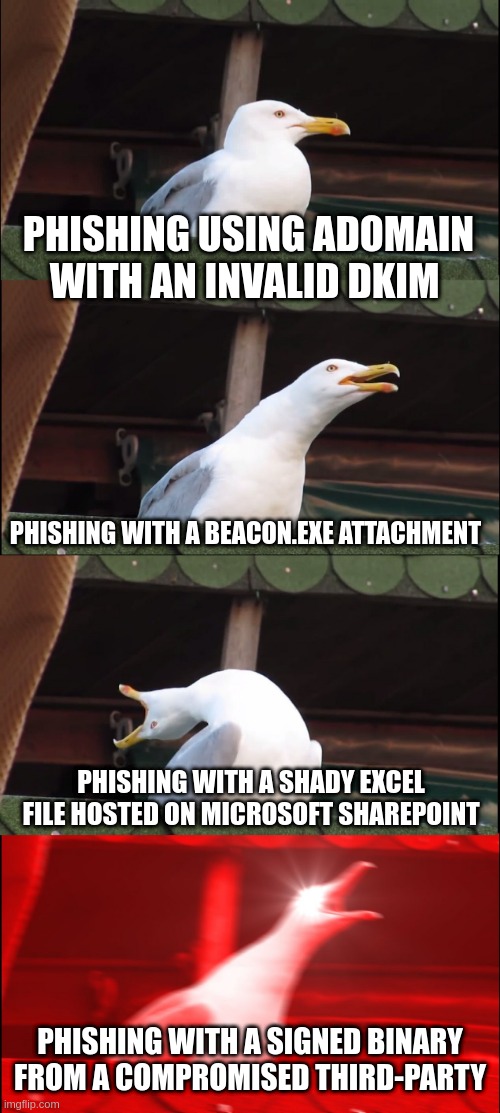 PHISHING USING ADOMAIN
WITH AN INVALID DKIM
PHISHING WITH A BEACON.EXE ATTACHMENT
PHISHING WITH A SHADY EXCEL
FILE HOSTED ON MICROSOFT SHAREPOINT
PHISHING WITH A SIGNED BINARY
FROM A COMPROMISED THIRD-PARTY
imgflip.com